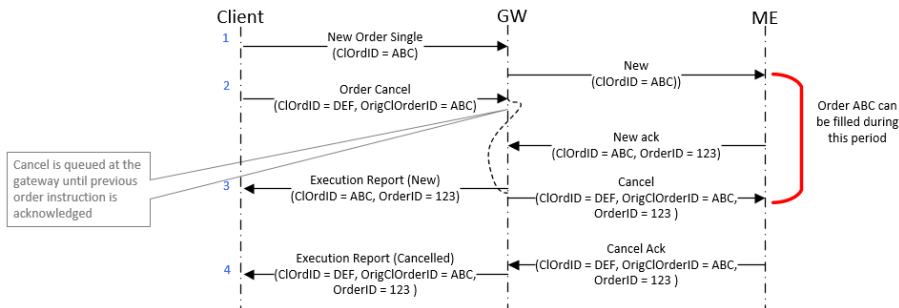 Client
GW
ME
1
New Order Single
(ClOrdID = ABC)
New
(ClOrdID = ABC))
2
Order Cancel
(ClOrdID = DEF, OrigClOrderID = ABC)
Order ABC can
be filled during
this period
New ack
(ClOrdID = ABC, OrderID = 123)
Cancel is queued at the
gateway until previous
order instruction is
acknowledged
3
Execution Report (New)
(ClOrdID = ABC, OrderID = 123)
Cancel
(ClOrdID = DEF, OrigClOrderID = ABC,
OrderID = 123 )
4
Execution Report (Cancelled)
(ClOrdID = DEF, OrigClOrderID = ABC,
OrderID = 123 )
Cancel Ack
(ClOrdID = DEF, OrigClOrderID = ABC,
OrderID = 123 )